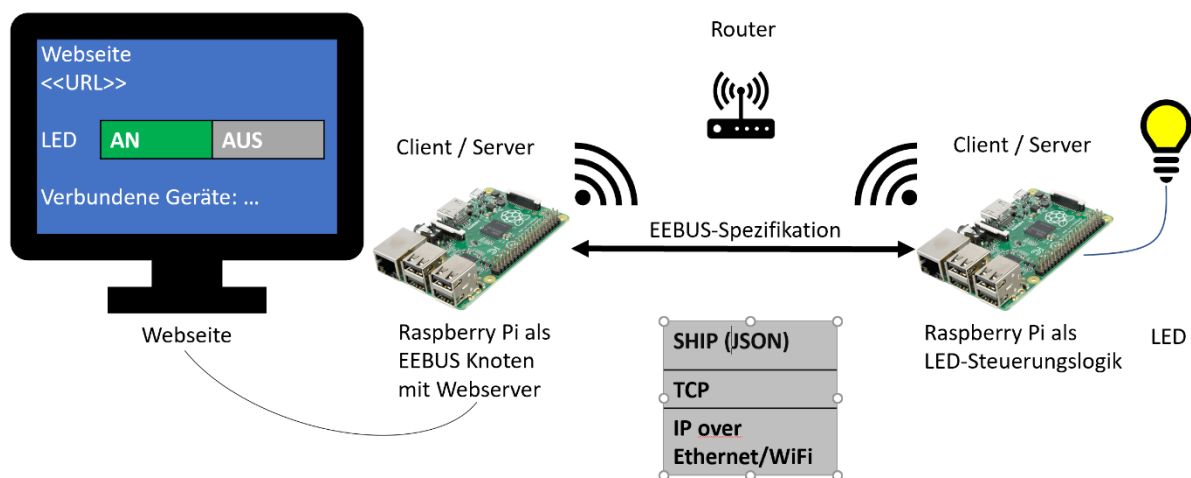 Webseite
<<URL>>
LED
AN
AUS
Verbundene Geräte: ...
Webseite
Client / Server
Raspberry Pi als
EEBUS Knoten
mit Webserver
Router
EEBUS-Spezifikation
SHIP (JSON)
TCP
IP over
Ethernet/WiFi
Client / Server
Raspberry Pi als
LED-Steuerungslogik
LED